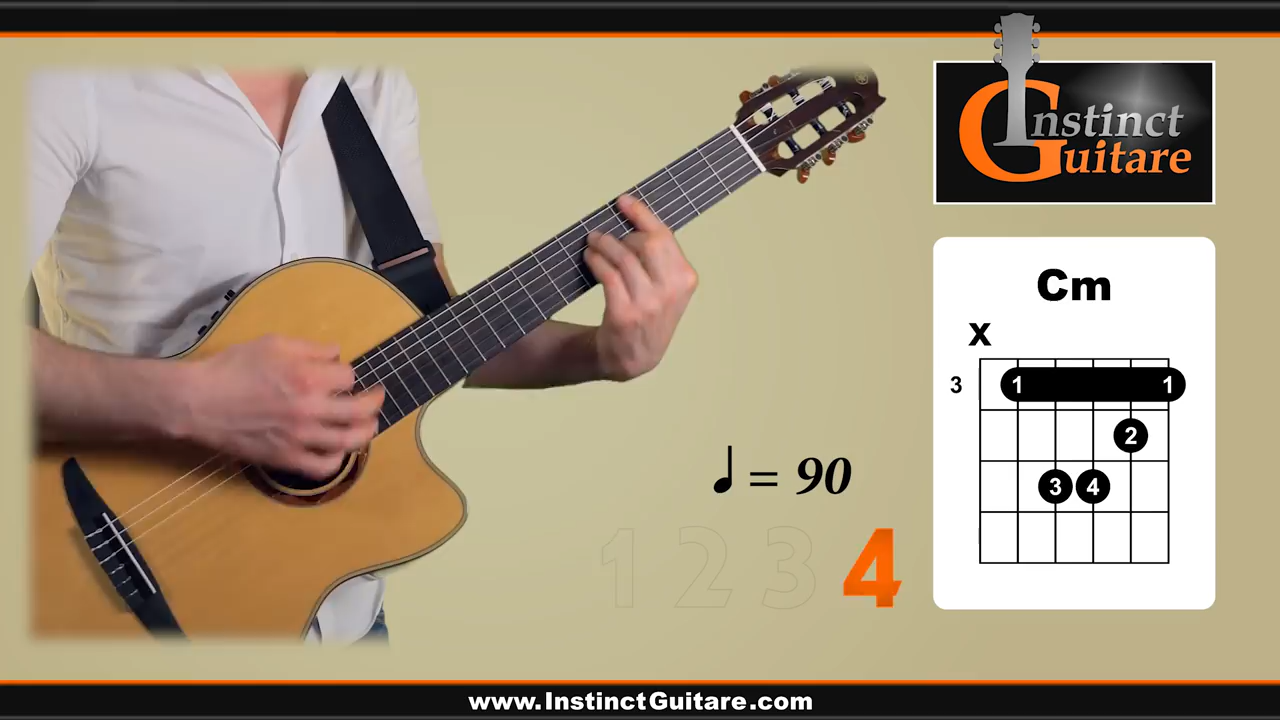 Instinct
Guitare
Cm
x
3
1 1
2
3 4
♩ = 90
1 2 3 4
www.InstinctGuitare.com